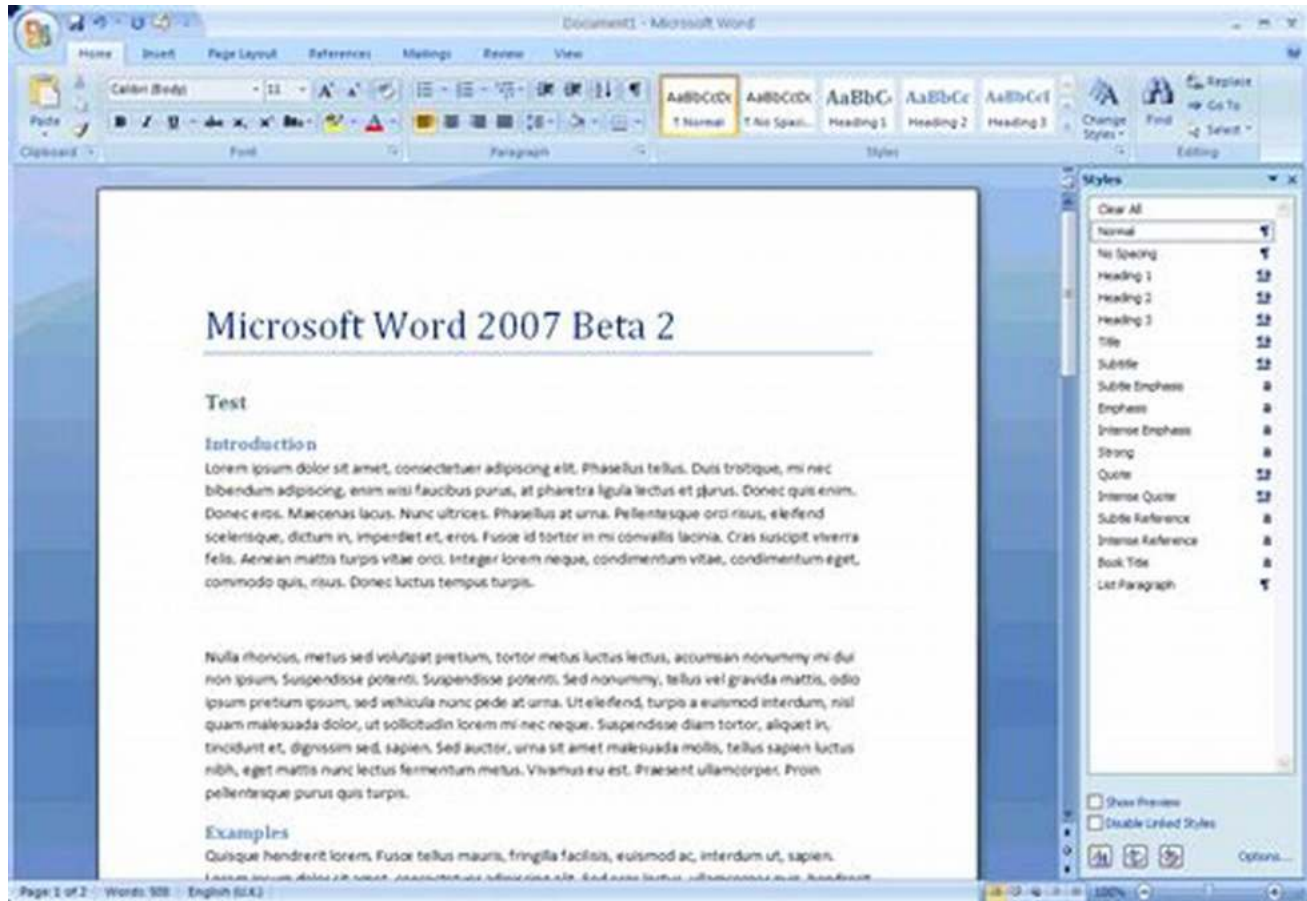 Document1 - Microsoft Word
Home Insert Page Layout References Mailings Review View
Calibri (Body) 11
Paste
B I U abc
AaBbCcDc AaBbCcDc AaBbC AaBbCc AaBbCcI
¶ Normal ¶ No Spaci... Heading 1 Heading 2 Heading 3
Change Styles
Find
Replace
Go To
Select
Clipboard Font Paragraph Styles Editing
Microsoft Word 2007 Beta 2
Test
Introduction
Lorem ipsum dolor sit amet, consectetuer adipiscing elit. Phasellus tellus. Duis tristique, mi nec
bibendum adipiscing, enim wisi faucibus purus, at pharetra ligula lectus et purus. Donec quis enim.
Donec eros. Maecenas lacus. Nunc ultrices. Phasellus at urna. Pellentesque orci risus, eleifend
scelerisque, dictum in, imperdiet et, eros. Fusce id tortor in mi convallis lacinia. Cras suscipit viverra
felis. Aenean mattis turpis vitae orci. Integer lorem neque, condimentum vitae, condimentum eget,
commodo quis, risus. Donec luctus tempus turpis.
Nulla rhoncus, metus sed volutpat pretium, tortor metus luctus lectus, accumsan nonummy mi dui
non ipsum. Suspendisse potenti. Suspendisse potenti. Sed nonummy, tellus vel gravida mattis, odio
ipsum pretium ipsum, sed vehicula nunc pede at urna. Ut eleifend, turpis a euismod interdum, nisl
quam malesuada dolor, ut sollicitudin lorem mi nec neque. Suspendisse diam tortor, aliquet in,
tincidunt et, dignissim sed, sapien. Sed auctor, urna sit amet malesuada mollis, tellus sapien luctus
nibh, eget mattis nunc lectus fermentum metus. Vivamus eu est. Praesent ullamcorper. Proin
pellentesque purus quis turpis.
Examples
Quisque hendrerit lorem. Fusce tellus mauris, fringilla facilisis, euismod ac, interdum ut, sapien.
Styles
Clear All
Normal
No Spacing
Heading 1
Heading 2
Heading 3
Title
Subtitle
Subtle Emphasis
Emphasis
Intense Emphasis
Strong
Quote
Intense Quote
Subtle Reference
Intense Reference
Book Title
List Paragraph
Show Preview
Disable Linked Styles
Options...
Page: 1 of 2 Words: English (U.K.) 100%